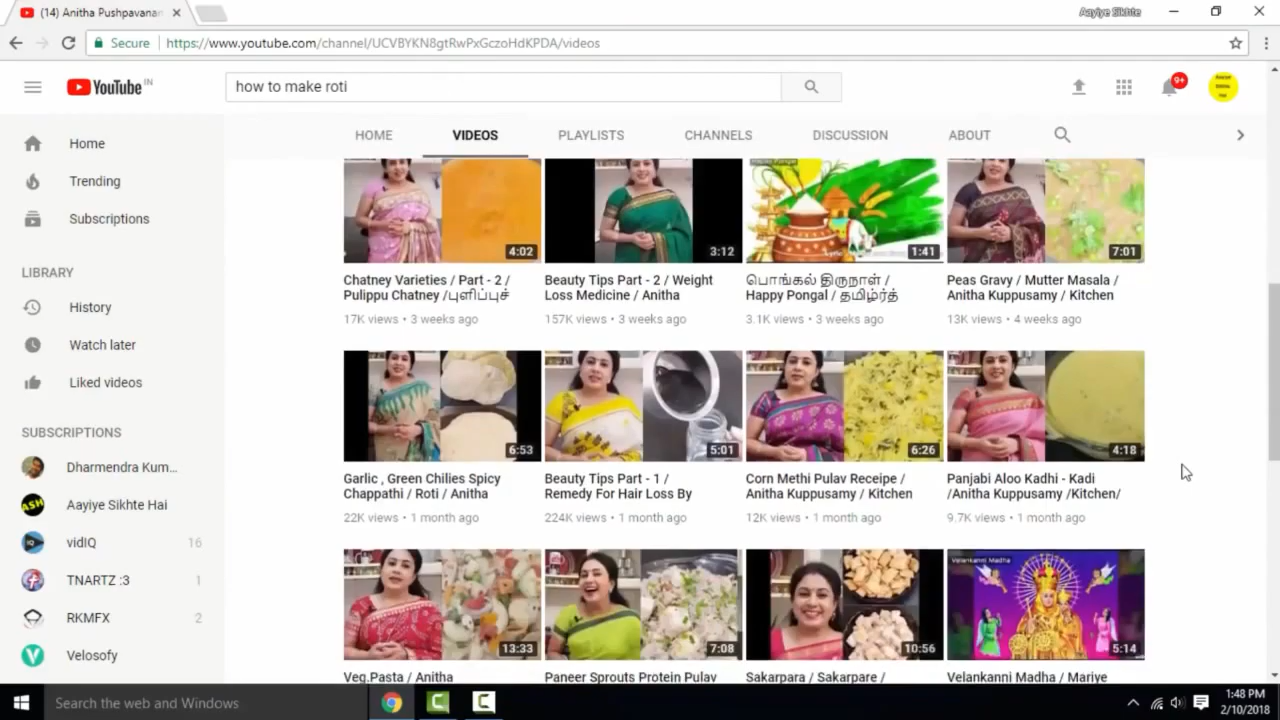 (14) Anitha Pushpavanam
Aayiye Sikhte
Secure
https://www.youtube.com/channel/UCVBYKN8gtRwPxGczoHdKPDA/videos
YouTube IN
how to make roti
9+
HOME
VIDEOS
PLAYLISTS
CHANNELS
DISCUSSION
ABOUT
Home
Trending
Subscriptions
LIBRARY
History
Watch later
Liked videos
SUBSCRIPTIONS
Dharmendra Kum...
ASH
Aayiye Sikhte Hai
vidIQ 16
TNARTZ :3 1
RKMFX 2
Velosofy
4:02
Chatney Varieties / Part - 2 /
Pulippu Chatney /புளிப்புச்
17K views • 3 weeks ago
3:12
Beauty Tips Part - 2 / Weight
Loss Medicine / Anitha
157K views • 3 weeks ago
Happy Pongal
1:41
பொங்கல் திருநாள் /
Happy Pongal / தமிழர்த்
3.1K views • 3 weeks ago
7:01
Peas Gravy / Mutter Masala /
Anitha Kuppusamy / Kitchen
13K views • 4 weeks ago
6:53
Garlic , Green Chilies Spicy
Chappathi / Roti / Anitha
22K views • 1 month ago
5:01
Beauty Tips Part - 1 /
Remedy For Hair Loss By
224K views • 1 month ago
6:26
Corn Methi Pulav Receipe /
Anitha Kuppusamy / Kitchen
12K views • 1 month ago
4:18
Panjabi Aloo Kadhi - Kadi
/Anitha Kuppusamy /Kitchen/
9.7K views • 1 month ago
13:33
Veg.Pasta / Anitha
7:08
Paneer Sprouts Protein Pulav
10:56
Sakarpara / Sakarpare /
Velankanni Madha
5:14
Velankanni Madha / Mariye
Search the web and Windows
1:48 PM
2/10/2018